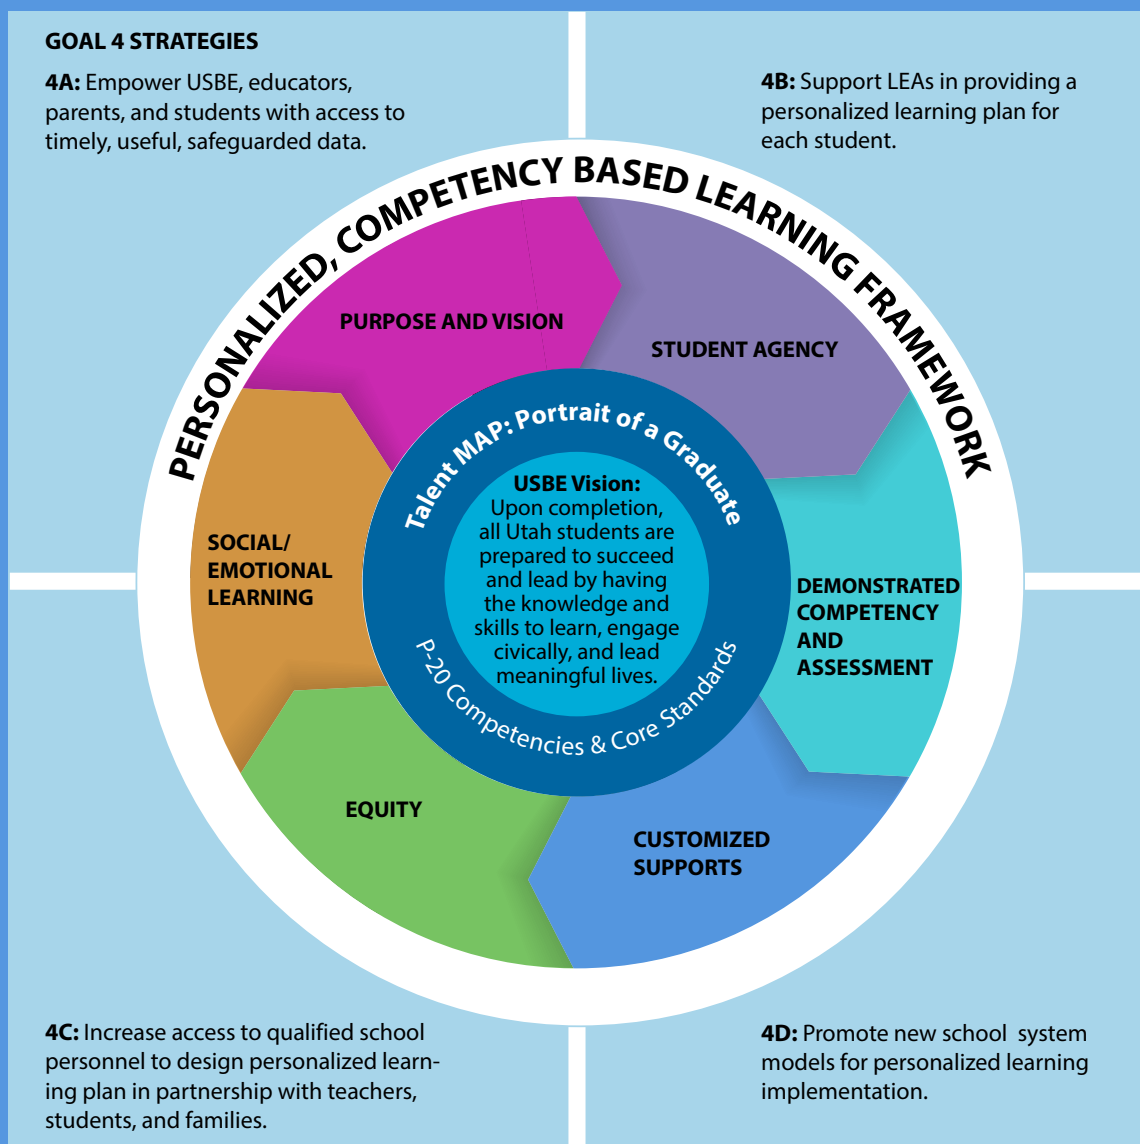 GOAL 4 STRATEGIES
4A: Empower USBE, educators,
parents, and students with access to
timely, useful, safeguarded data.
4B: Support LEAs in providing a
personalized learning plan for
each student.
PERSONALIZED, COMPETENCY BASED LEARNING FRAMEWORK
PURPOSE AND VISION
STUDENT AGENCY
SOCIAL/
EMOTIONAL
LEARNING
DEMONSTRATED
COMPETENCY
AND
ASSESSMENT
EQUITY
CUSTOMIZED
SUPPORTS
Talent MAP: Portrait of a Graduate
USBE Vision:
Upon completion,
all Utah students are
prepared to succeed
and lead by having
the knowledge and
skills to learn, engage
civically, and lead
meaningful lives.
P-20 Competencies & Core Standards
4C: Increase access to qualified school
personnel to design personalized learn-
ing plan in partnership with teachers,
students, and families.
4D: Promote new school  system
models for personalized learning
implementation.